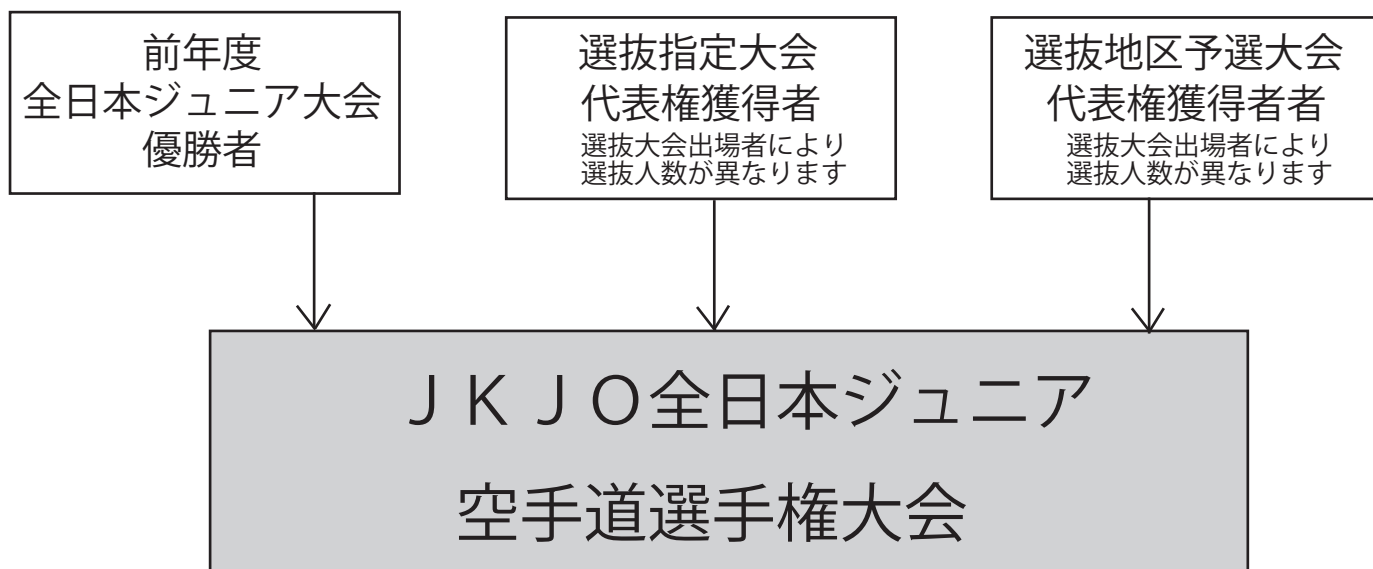 前年度
全日本ジュニア大会
優勝者
選抜指定大会
代表権獲得者
選抜大会出場者により
選抜人数が異なります
選抜地区予選大会
代表権獲得者者
選抜大会出場者により
選抜人数が異なります
ＪＫＪＯ全日本ジュニア
空手道選手権大会